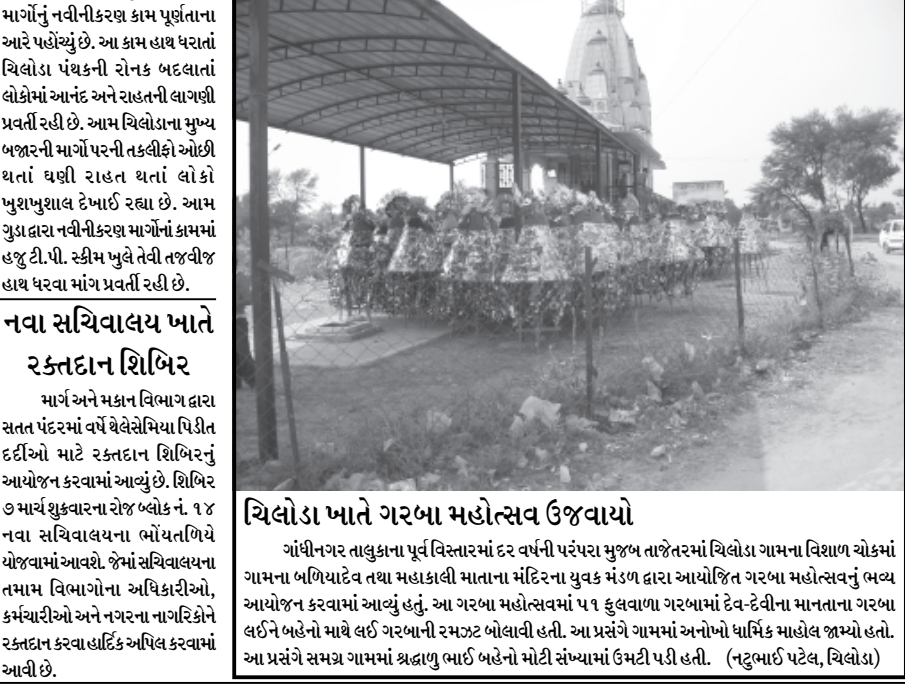 માર્ગોનું નવીનીકરણ કામ પૂર્ણતાના
આરે પહોંચ્યું છે. આ કામ હાથ ધરાતાં
ચિલોડા પંથકની રોનક બદલાતાં
લોકોમાં આનંદ અને રાહતની લાગણી
પ્રવર્તી રહી છે. આમ ચિલોડાના મુખ્ય
બજારની માર્ગો પરની તકલીફો ઓછી
થતાં ઘણી રાહત થતાં લોકો
ખુશખુશાલ દેખાઈ રહ્યા છે. આમ
ગુડા દ્વારા નવીનીકરણ માર્ગોનાં કામમાં
હજુ ટી.પી. સ્કીમ ખુલે તેવી તજવીજ
હાથ ધરવા માંગ પ્રવર્તી રહી છે.
નવા સચિવાલય ખાતે
રક્તદાન શિબિર
માર્ગ અને મકાન વિભાગ દ્વારા
સતત પંદરમાં વર્ષે થેલેસેમિયા પિડીત
દર્દીઓ માટે રક્તદાન શિબિરનું
આયોજન કરવામાં આવ્યું છે. શિબિર
૭ માર્ચ શુક્રવારના રોજ બ્લોક નં. ૧૪
નવા સચિવાલયના ભોંયતળિયે
યોજવામાં આવશે. જેમાં સચિવાલયના
તમામ વિભાગોના અધિકારીઓ,
કર્મચારીઓ અને નગરના નાગરિકોને
રક્તદાન કરવા હાર્દિક અપિલ કરવામાં
આવી છે.
ચિલોડા ખાતે ગરબા મહોત્સવ ઉજવાયો
ગાંધીનગર તાલુકાના પૂર્વ વિસ્તારમાં દર વર્ષની પરંપરા મુજબ તાજેતરમાં ચિલોડા ગામના વિશાળ ચોકમાં
ગામના બળિયાદેવ તથા મહાકાલી માતાના મંદિરના યુવક મંડળ દ્વારા આયોજિત ગરબા મહોત્સવનું ભવ્ય
આયોજન કરવામાં આવ્યું હતું. આ ગરબા મહોત્સવમાં ૫૧ ફુલવાળા ગરબામાં દેવ-દેવીના માનતાના ગરબા
લઈને બહેનો માથે લઈ ગરબાની રમઝટ બોલાવી હતી. આ પ્રસંગે ગામમાં અનોખો ધાર્મિક માહોલ જામ્યો હતો.
આ પ્રસંગે સમગ્ર ગામમાં શ્રદ્ધાળુ ભાઈ બહેનો મોટી સંખ્યામાં ઉમટી પડી હતી. (નટુભાઈ પટેલ, ચિલોડા)